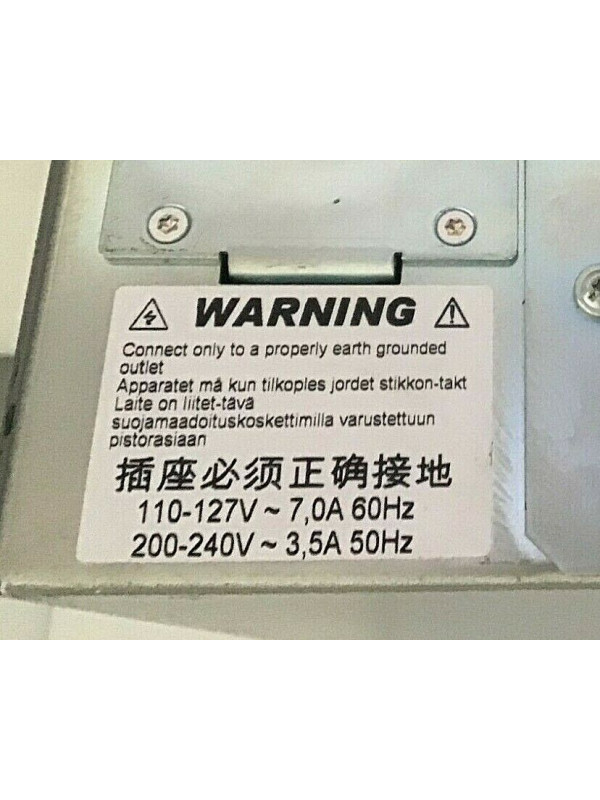 WARNING
Connect only to a properly earth grounded
outlet
Apparatet må kun tilkoples jordet stikkon-takt
Laite on liitet-tävä
suojamaadoituskoskettimilla varustettuun
pistorasiaan
插座必须正确接地
110-127V ~ 7,0A 60Hz
200-240V ~ 3,5A 50Hz